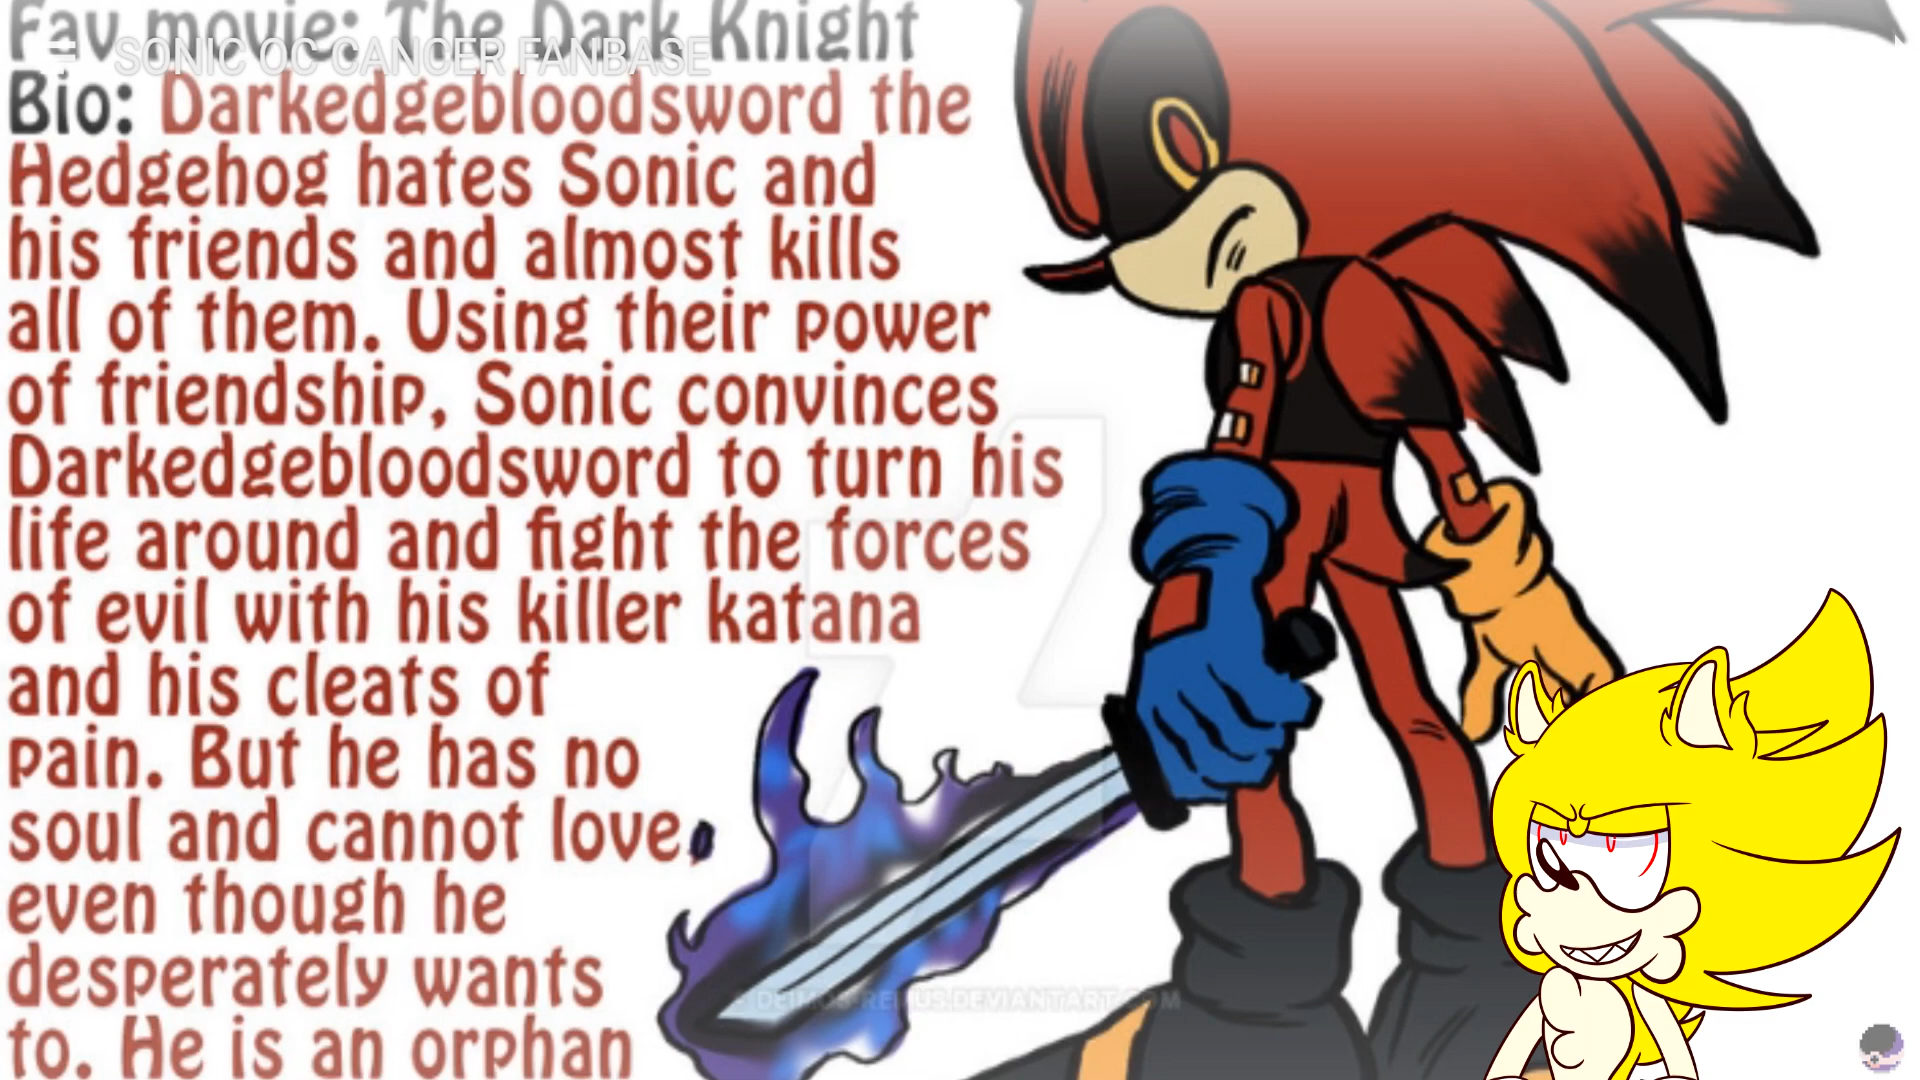 Fav movie: The Dark Knight
SONIC OC CANCER FANBASE
Bio: Darkedgebloodsword the
Hedgehog hates Sonic and
his friends and almost kills
all of them. Using their power
of friendship, Sonic convinces
Darkedgebloodsword to turn his
life around and fight the forces
of evil with his killer katana
and his cleats of
pain. But he has no
soul and cannot love.
even though he
desperately wants
to. He is an orphan